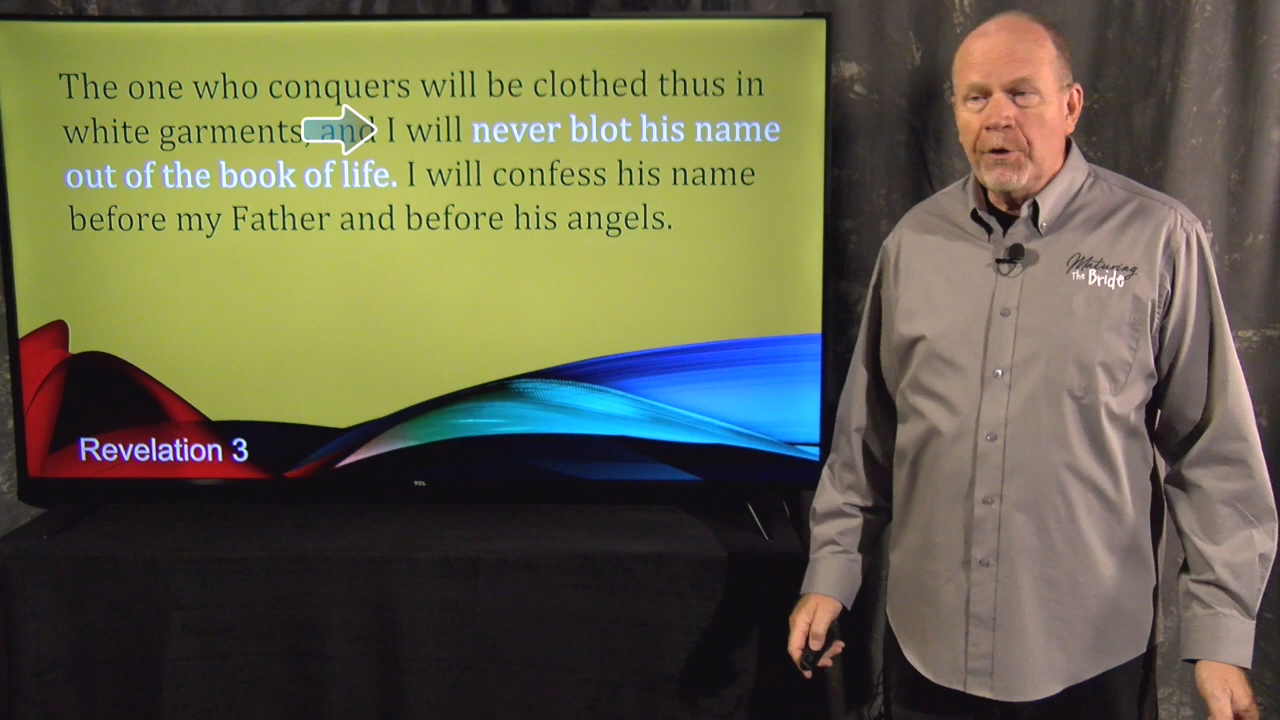 The one who conquers will be clothed thus in
white garments, and I will never blot his name
out of the book of life. I will confess his name
before my Father and before his angels.
Revelation 3
TCL
Maturing
The Bride